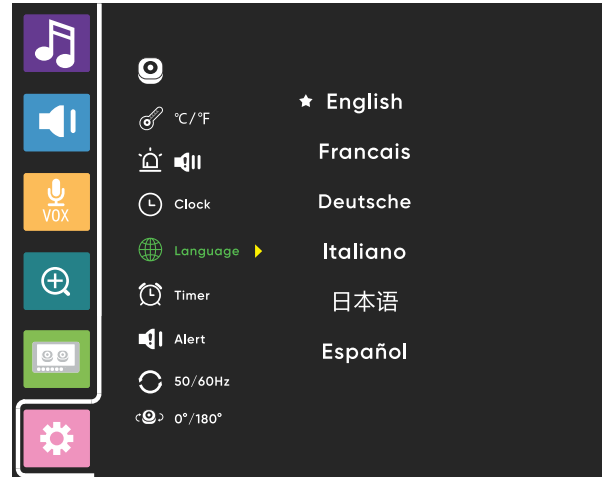 VOX
°C/°F
Clock
Language
Timer
Alert
50/60Hz
0°/180°
★ English
Francais
Deutsche
Italiano
日本语
Español